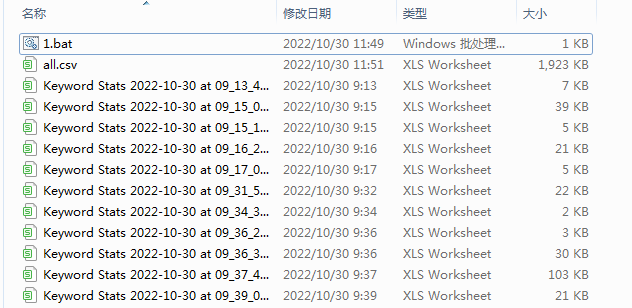 名称 修改日期 类型 大小
1.bat 2022/10/30 11:49 Windows 批处理... 1 KB
all.csv 2022/10/30 11:51 XLS Worksheet 1,923 KB
Keyword Stats 2022-10-30 at 09_13_4... 2022/10/30 9:13 XLS Worksheet 7 KB
Keyword Stats 2022-10-30 at 09_15_0... 2022/10/30 9:15 XLS Worksheet 39 KB
Keyword Stats 2022-10-30 at 09_15_1... 2022/10/30 9:15 XLS Worksheet 5 KB
Keyword Stats 2022-10-30 at 09_16_2... 2022/10/30 9:16 XLS Worksheet 21 KB
Keyword Stats 2022-10-30 at 09_17_0... 2022/10/30 9:17 XLS Worksheet 5 KB
Keyword Stats 2022-10-30 at 09_31_5... 2022/10/30 9:32 XLS Worksheet 22 KB
Keyword Stats 2022-10-30 at 09_34_3... 2022/10/30 9:34 XLS Worksheet 2 KB
Keyword Stats 2022-10-30 at 09_36_2... 2022/10/30 9:36 XLS Worksheet 3 KB
Keyword Stats 2022-10-30 at 09_36_3... 2022/10/30 9:36 XLS Worksheet 30 KB
Keyword Stats 2022-10-30 at 09_37_4... 2022/10/30 9:37 XLS Worksheet 103 KB
Keyword Stats 2022-10-30 at 09_39_0... 2022/10/30 9:39 XLS Worksheet 21 KB